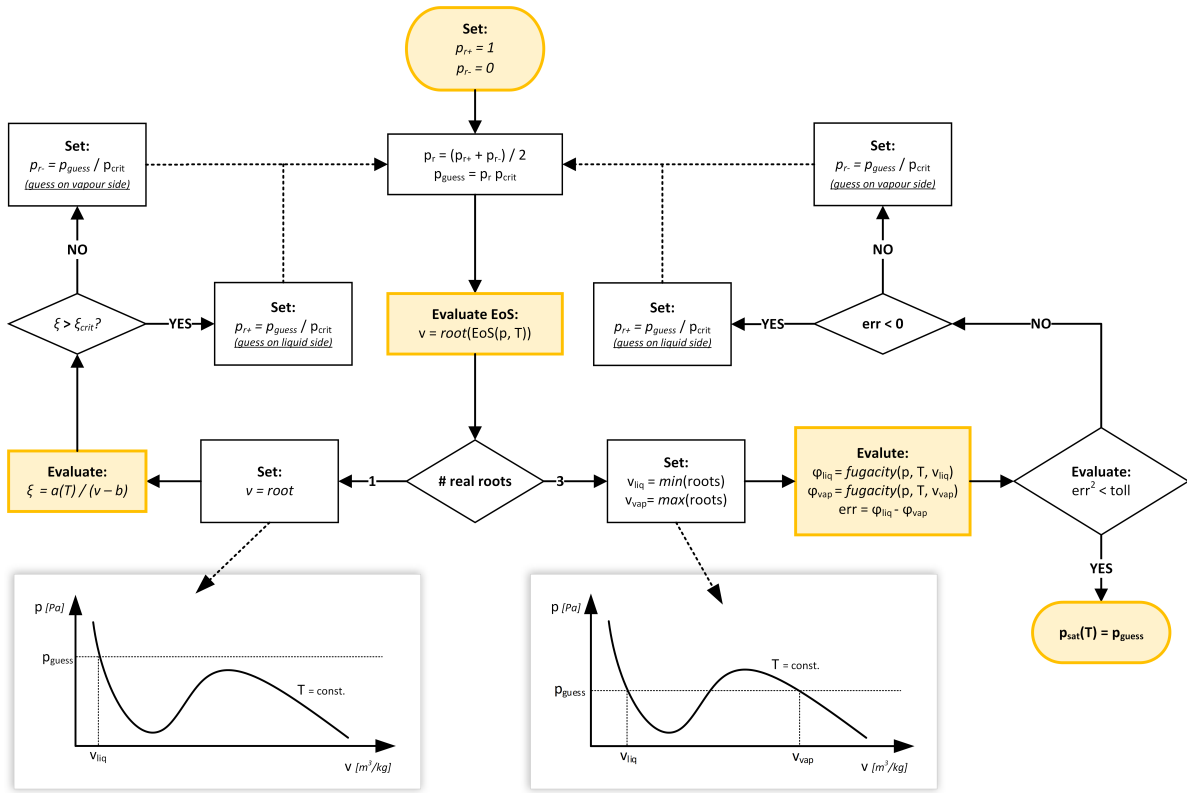 Set:
pr+ = 1
pr- = 0
Set:
pr- = pguess / pcrit
(guess on vapour side)
pr = (pr+ + pr-) / 2
pguess = pr pcrit
Set:
pr- = pguess / pcrit
(guess on vapour side)
NO
NO
ξ > ξcrit?
YES
Set:
pr+ = pguess / pcrit
(guess on liquid side)
Evaluate EoS:
v = root(EoS(p, T))
Set:
pr+ = pguess / pcrit
(guess on liquid side)
YES
err < 0
NO
Evaluate:
ξ = a(T) / (v – b)
Set:
v = root
1
# real roots
3
Set:
vliq = min(roots)
vvap = max(roots)
Evalute:
φliq = fugacity(p, T, vliq)
φvap = fugacity(p, T, vvap)
err = φliq - φvap
Evaluate:
err² < toll
YES
psat(T) = pguess
p [Pa]
pguess
T = const.
vliq
v [m³/kg]
p [Pa]
T = const.
pguess
vliq
vvap
v [m³/kg]